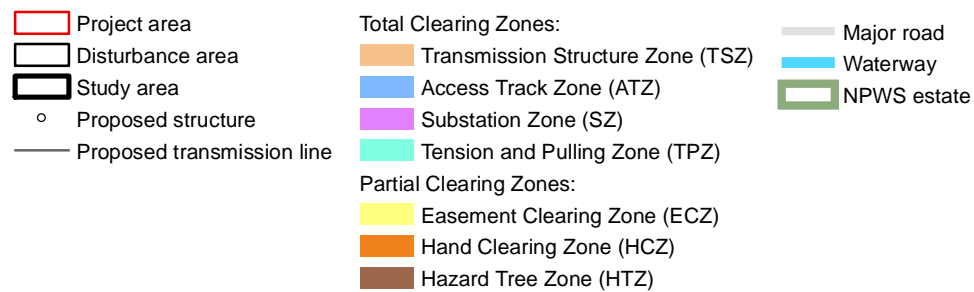 Project area
Disturbance area
Study area
Proposed structure
Proposed transmission line
Total Clearing Zones:
Transmission Structure Zone (TSZ)
Access Track Zone (ATZ)
Substation Zone (SZ)
Tension and Pulling Zone (TPZ)
Partial Clearing Zones:
Easement Clearing Zone (ECZ)
Hand Clearing Zone (HCZ)
Hazard Tree Zone (HTZ)
Major road
Waterway
NPWS estate